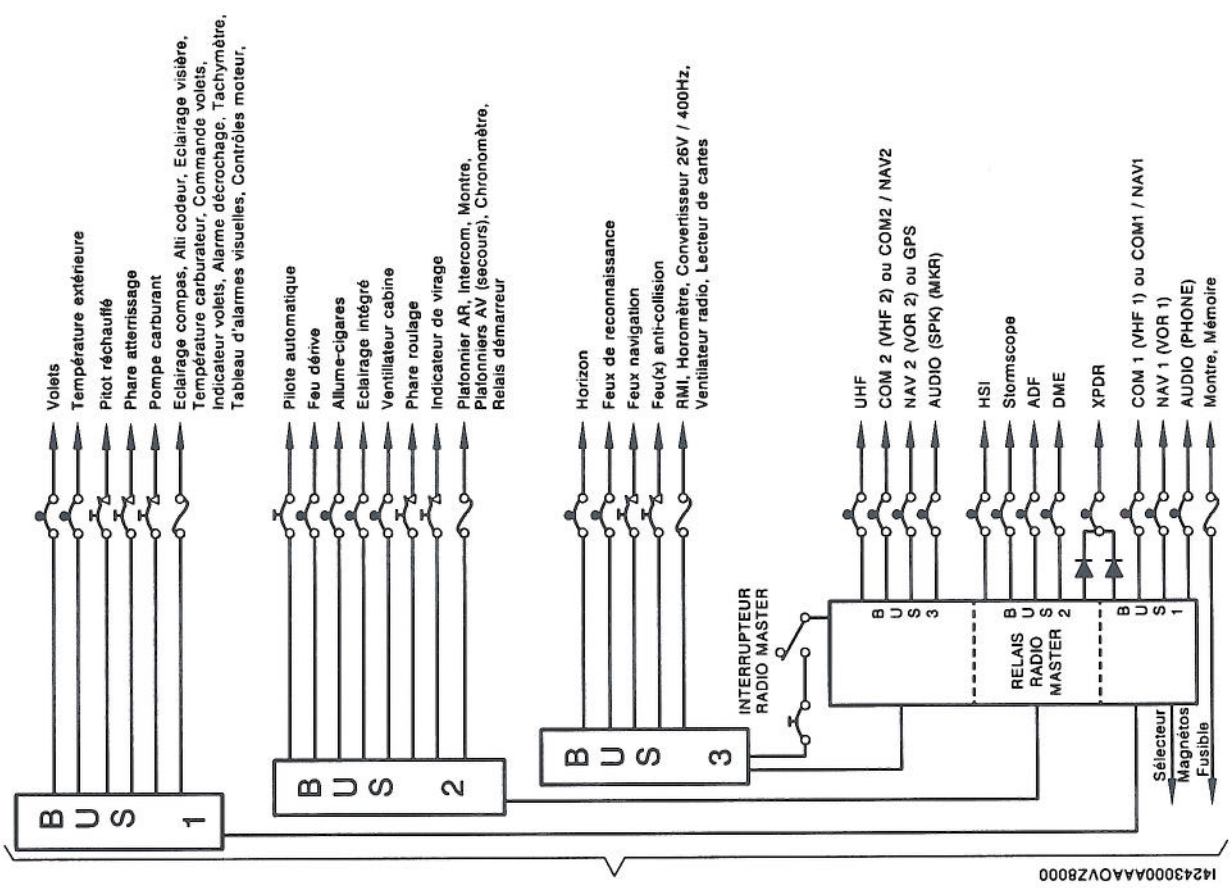 BUS 1
Volets
Température extérieure
Pitot réchauffé
Phare atterrissage
Pompe carburant
Eclairage compas, Alti codeur, Eclairage visière,
Température carburateur, Commande volets,
Indicateur volets, Alarme décrochage, Tachymètre,
Tableau d'alarmes visuelles, Contrôles moteur,
BUS 2
Pilote automatique
Feu dérive
Allume-cigares
Eclairage intégré
Ventillateur cabine
Phare roulage
Indicateur de virage
Plafonnier AR, Intercom, Montre,
Plafonniers AV (secours), Chronomètre,
Relais démarreur
BUS 3
Horizon
Feux de reconnaissance
Feux navigation
Feu(x) anti-collision
RMI, Horomètre, Convertisseur 26V / 400Hz,
Ventilateur radio, Lecteur de cartes
INTERRUPTEUR
RADIO MASTER
RELAIS
RADIO
MASTER
BUS 3
UHF
COM 2 (VHF 2) ou COM2 / NAV2
NAV 2 (VOR 2) ou GPS
AUDIO (SPK) (MKR)
BUS 2
HSI
Stormscope
ADF
DME
XPDR
BUS 1
COM 1 (VHF 1) ou COM1 / NAV1
NAV 1 (VOR 1)
AUDIO (PHONE)
Montre, Mémoire
Sélecteur
Magnétos
Fusible
I4243000AAAOVZ8000